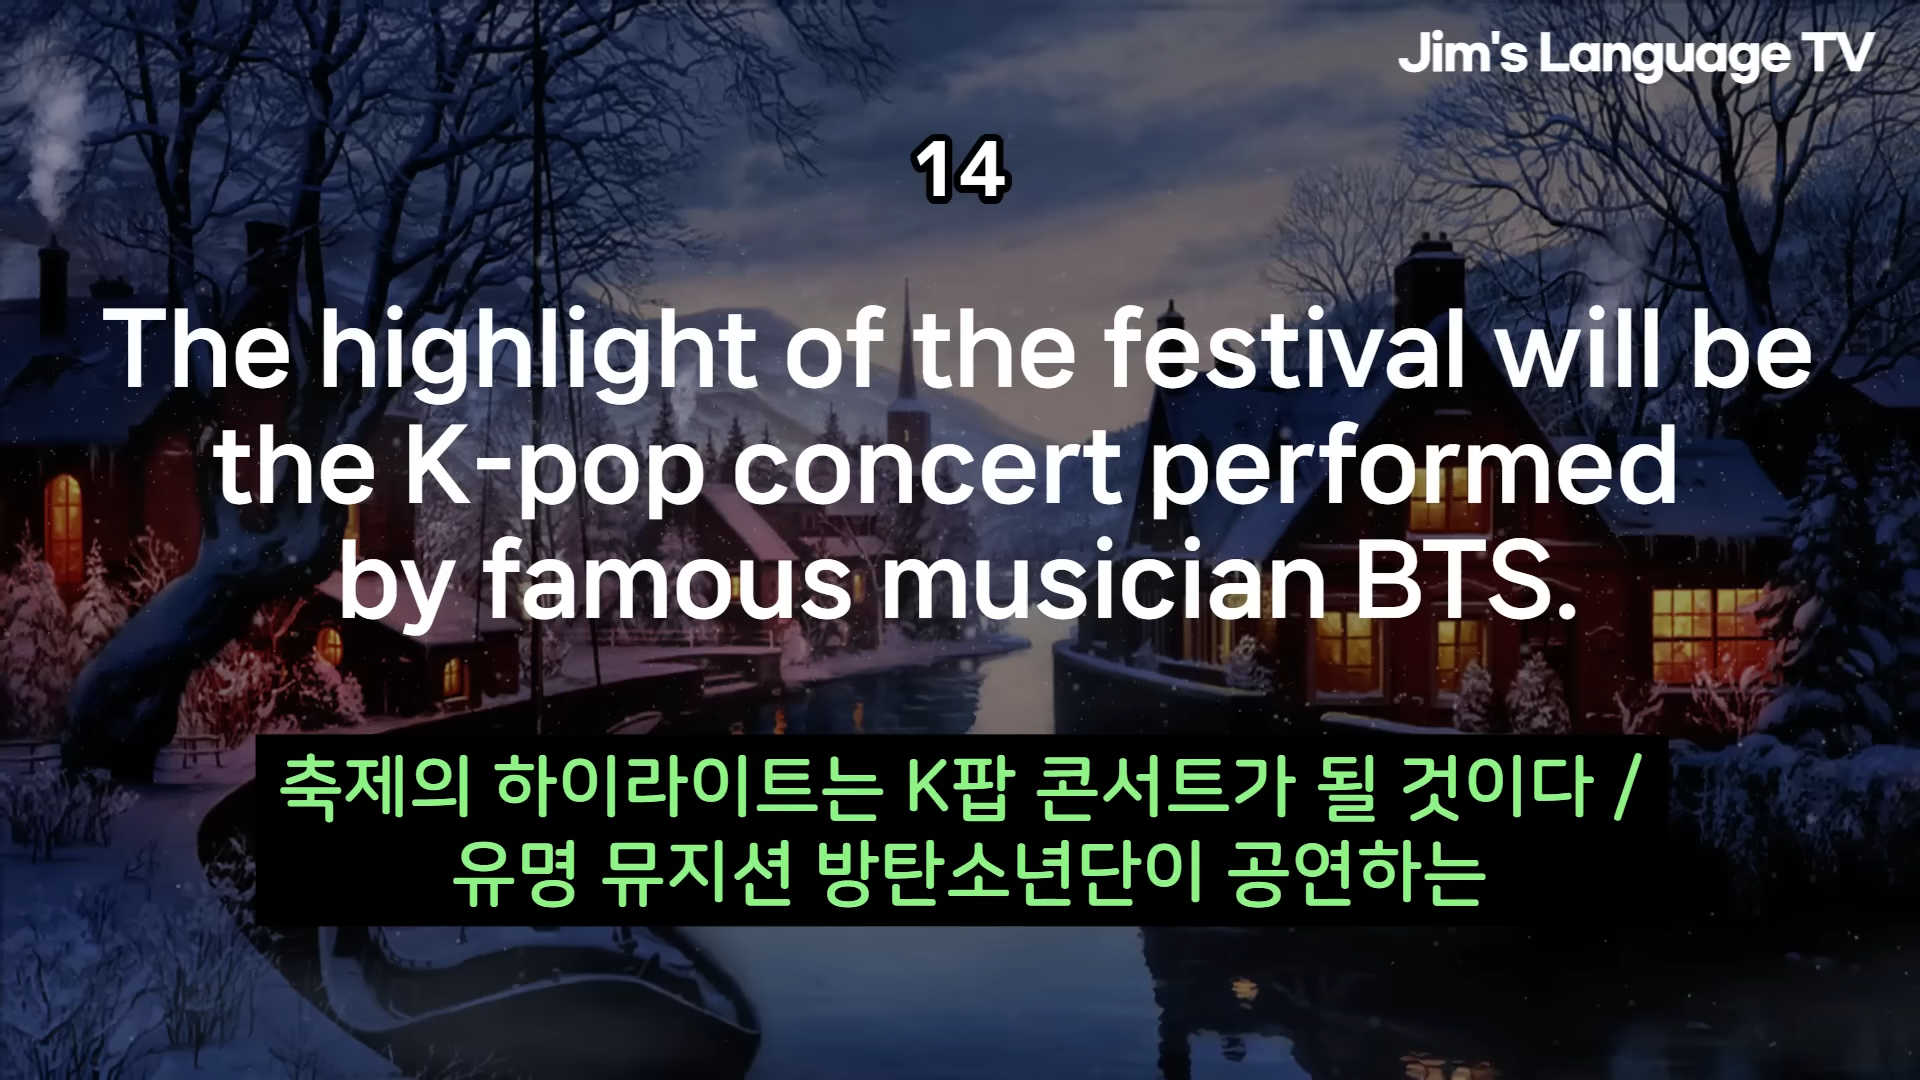 Jim's Language TV
14
The highlight of the festival will be
the K-pop concert performed
by famous musician BTS.
축제의 하이라이트는 K팝 콘서트가 될 것이다 /
유명 뮤지션 방탄소년단이 공연하는